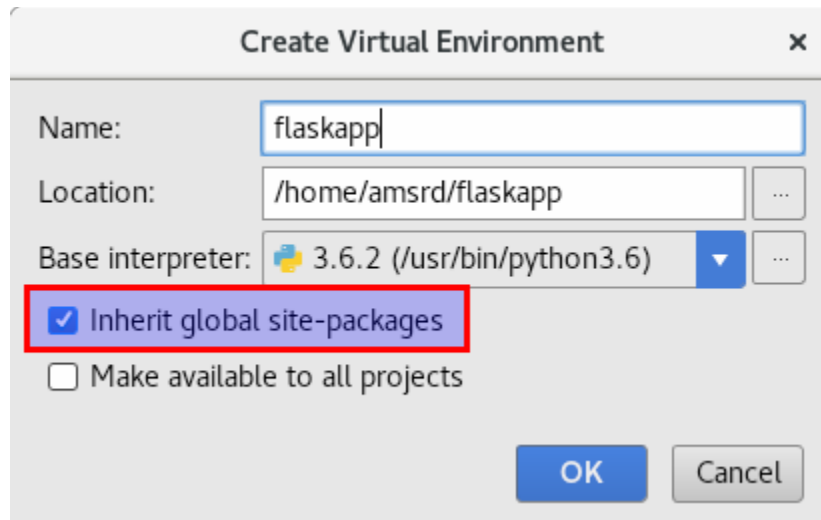 Create Virtual Environment ×
Name: flaskapp
Location: /home/amsrd/flaskapp ...
Base interpreter: 3.6.2 (/usr/bin/python3.6) ...
Inherit global site-packages
Make available to all projects
OK Cancel